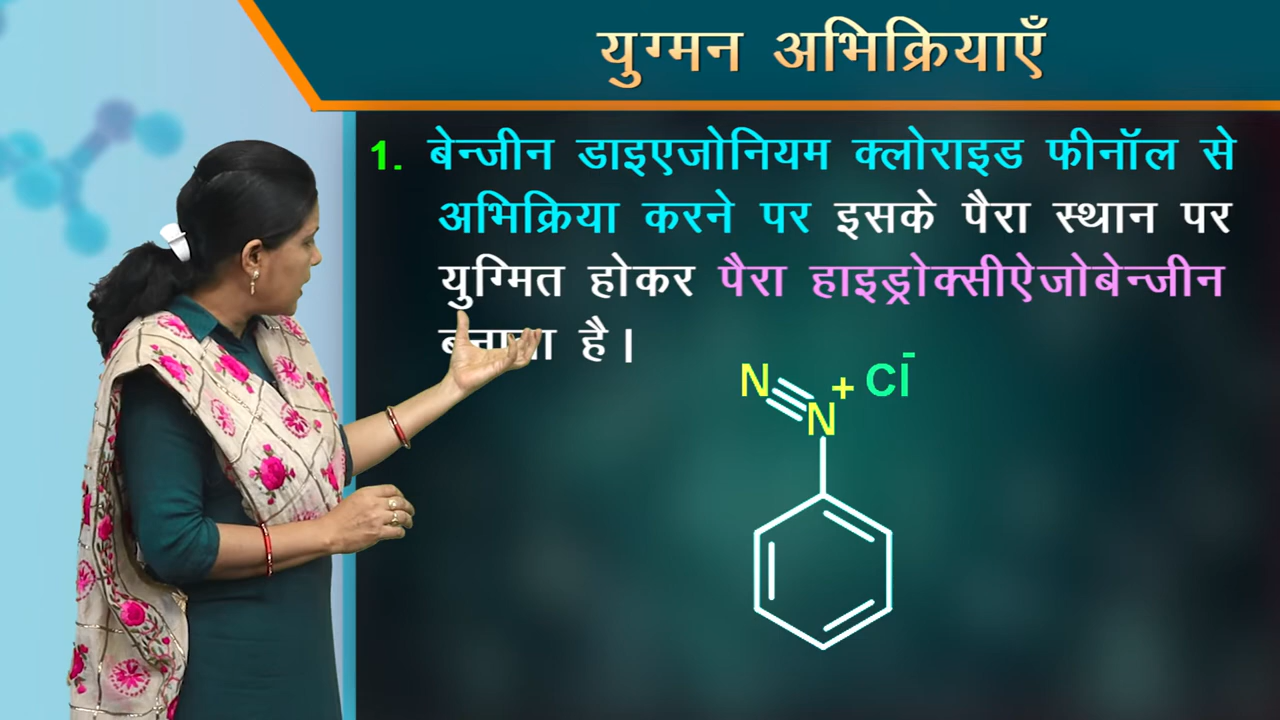 युग्मन अभिक्रियाएँ
1. बेन्जीन डाइएजोनियम क्लोराइड फीनॉल से
अभिक्रिया करने पर इसके पैरा स्थान पर
युग्मित होकर पैरा हाइड्रोक्सीऐजोबेन्जीन
है।
N
N + Cl-